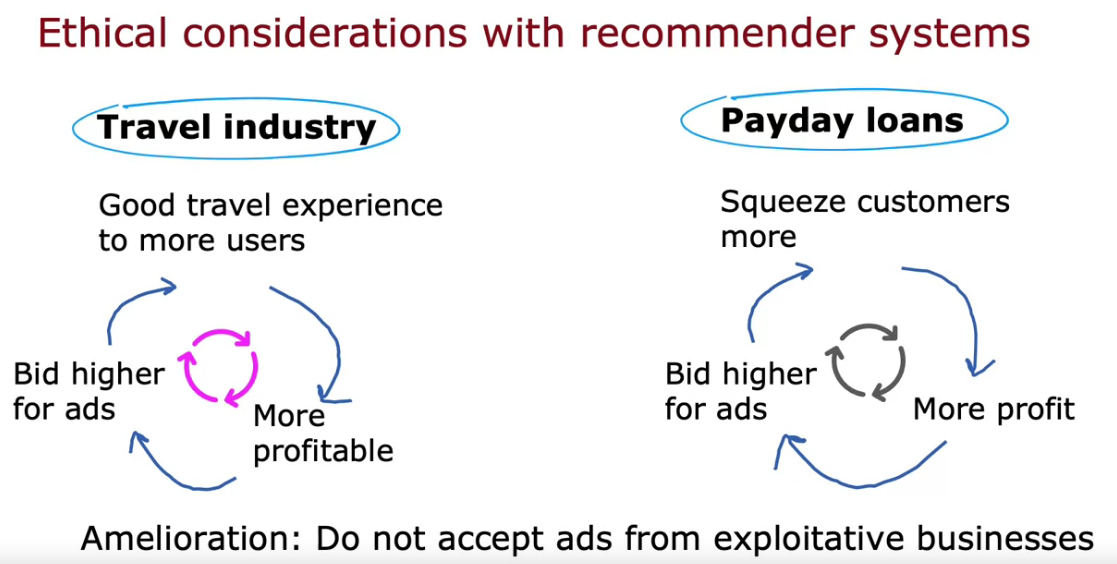 Ethical considerations with recommender systems
Travel industry
Good travel experience
to more users
Bid higher
for ads
More
profitable
Payday loans
Squeeze customers
more
Bid higher
for ads
More profit
Amelioration: Do not accept ads from exploitative businesses